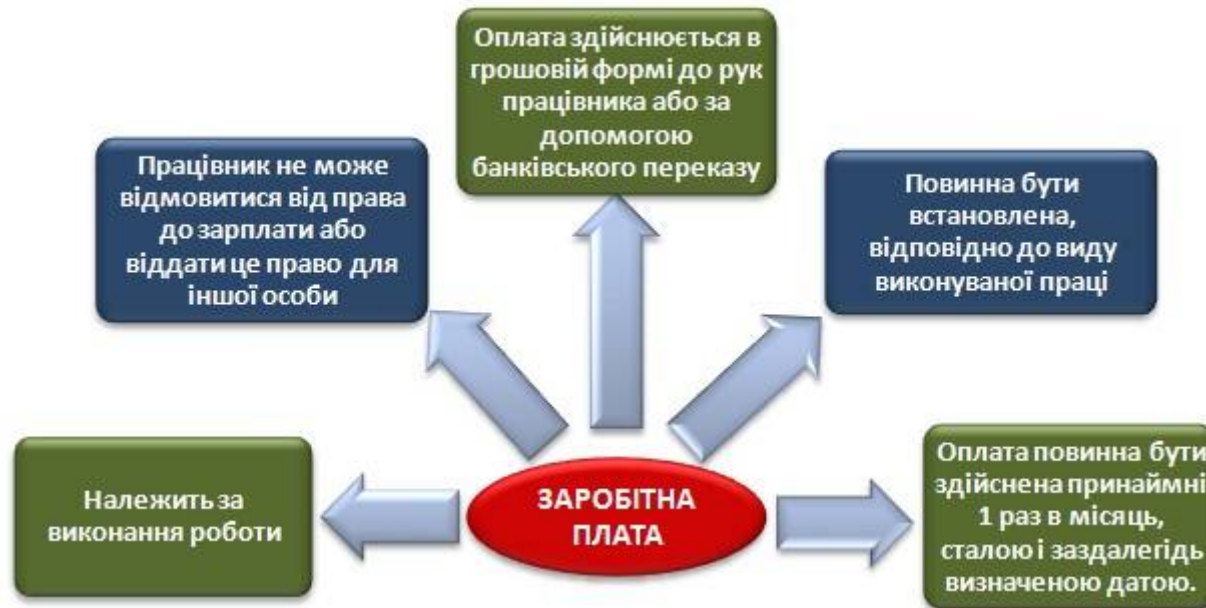 Оплата здійснюється в
грошовій формі до рук
працівника або за
допомогою
банківського переказу
Працівник не може
відмовитися від права
до зарплати або
віддати це право для
іншої особи
Повинна бути
встановлена,
відповідно до виду
виконуваної праці
Належить за
виконання роботи
ЗАРОБІТНА
ПЛАТА
Оплата повинна бути
здійснена принаймні
1 раз в місяць,
сталою і заздалегідь
визначеною датою.